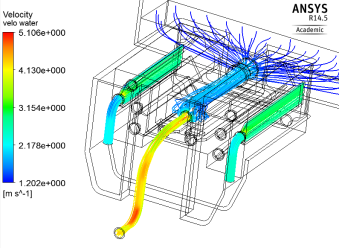 Velocity
velo water
5.106e+000
4.130e+000
3.154e+000
2.178e+000
1.202e+000
[m s^-1]
ANSYS
R14.5
Academic